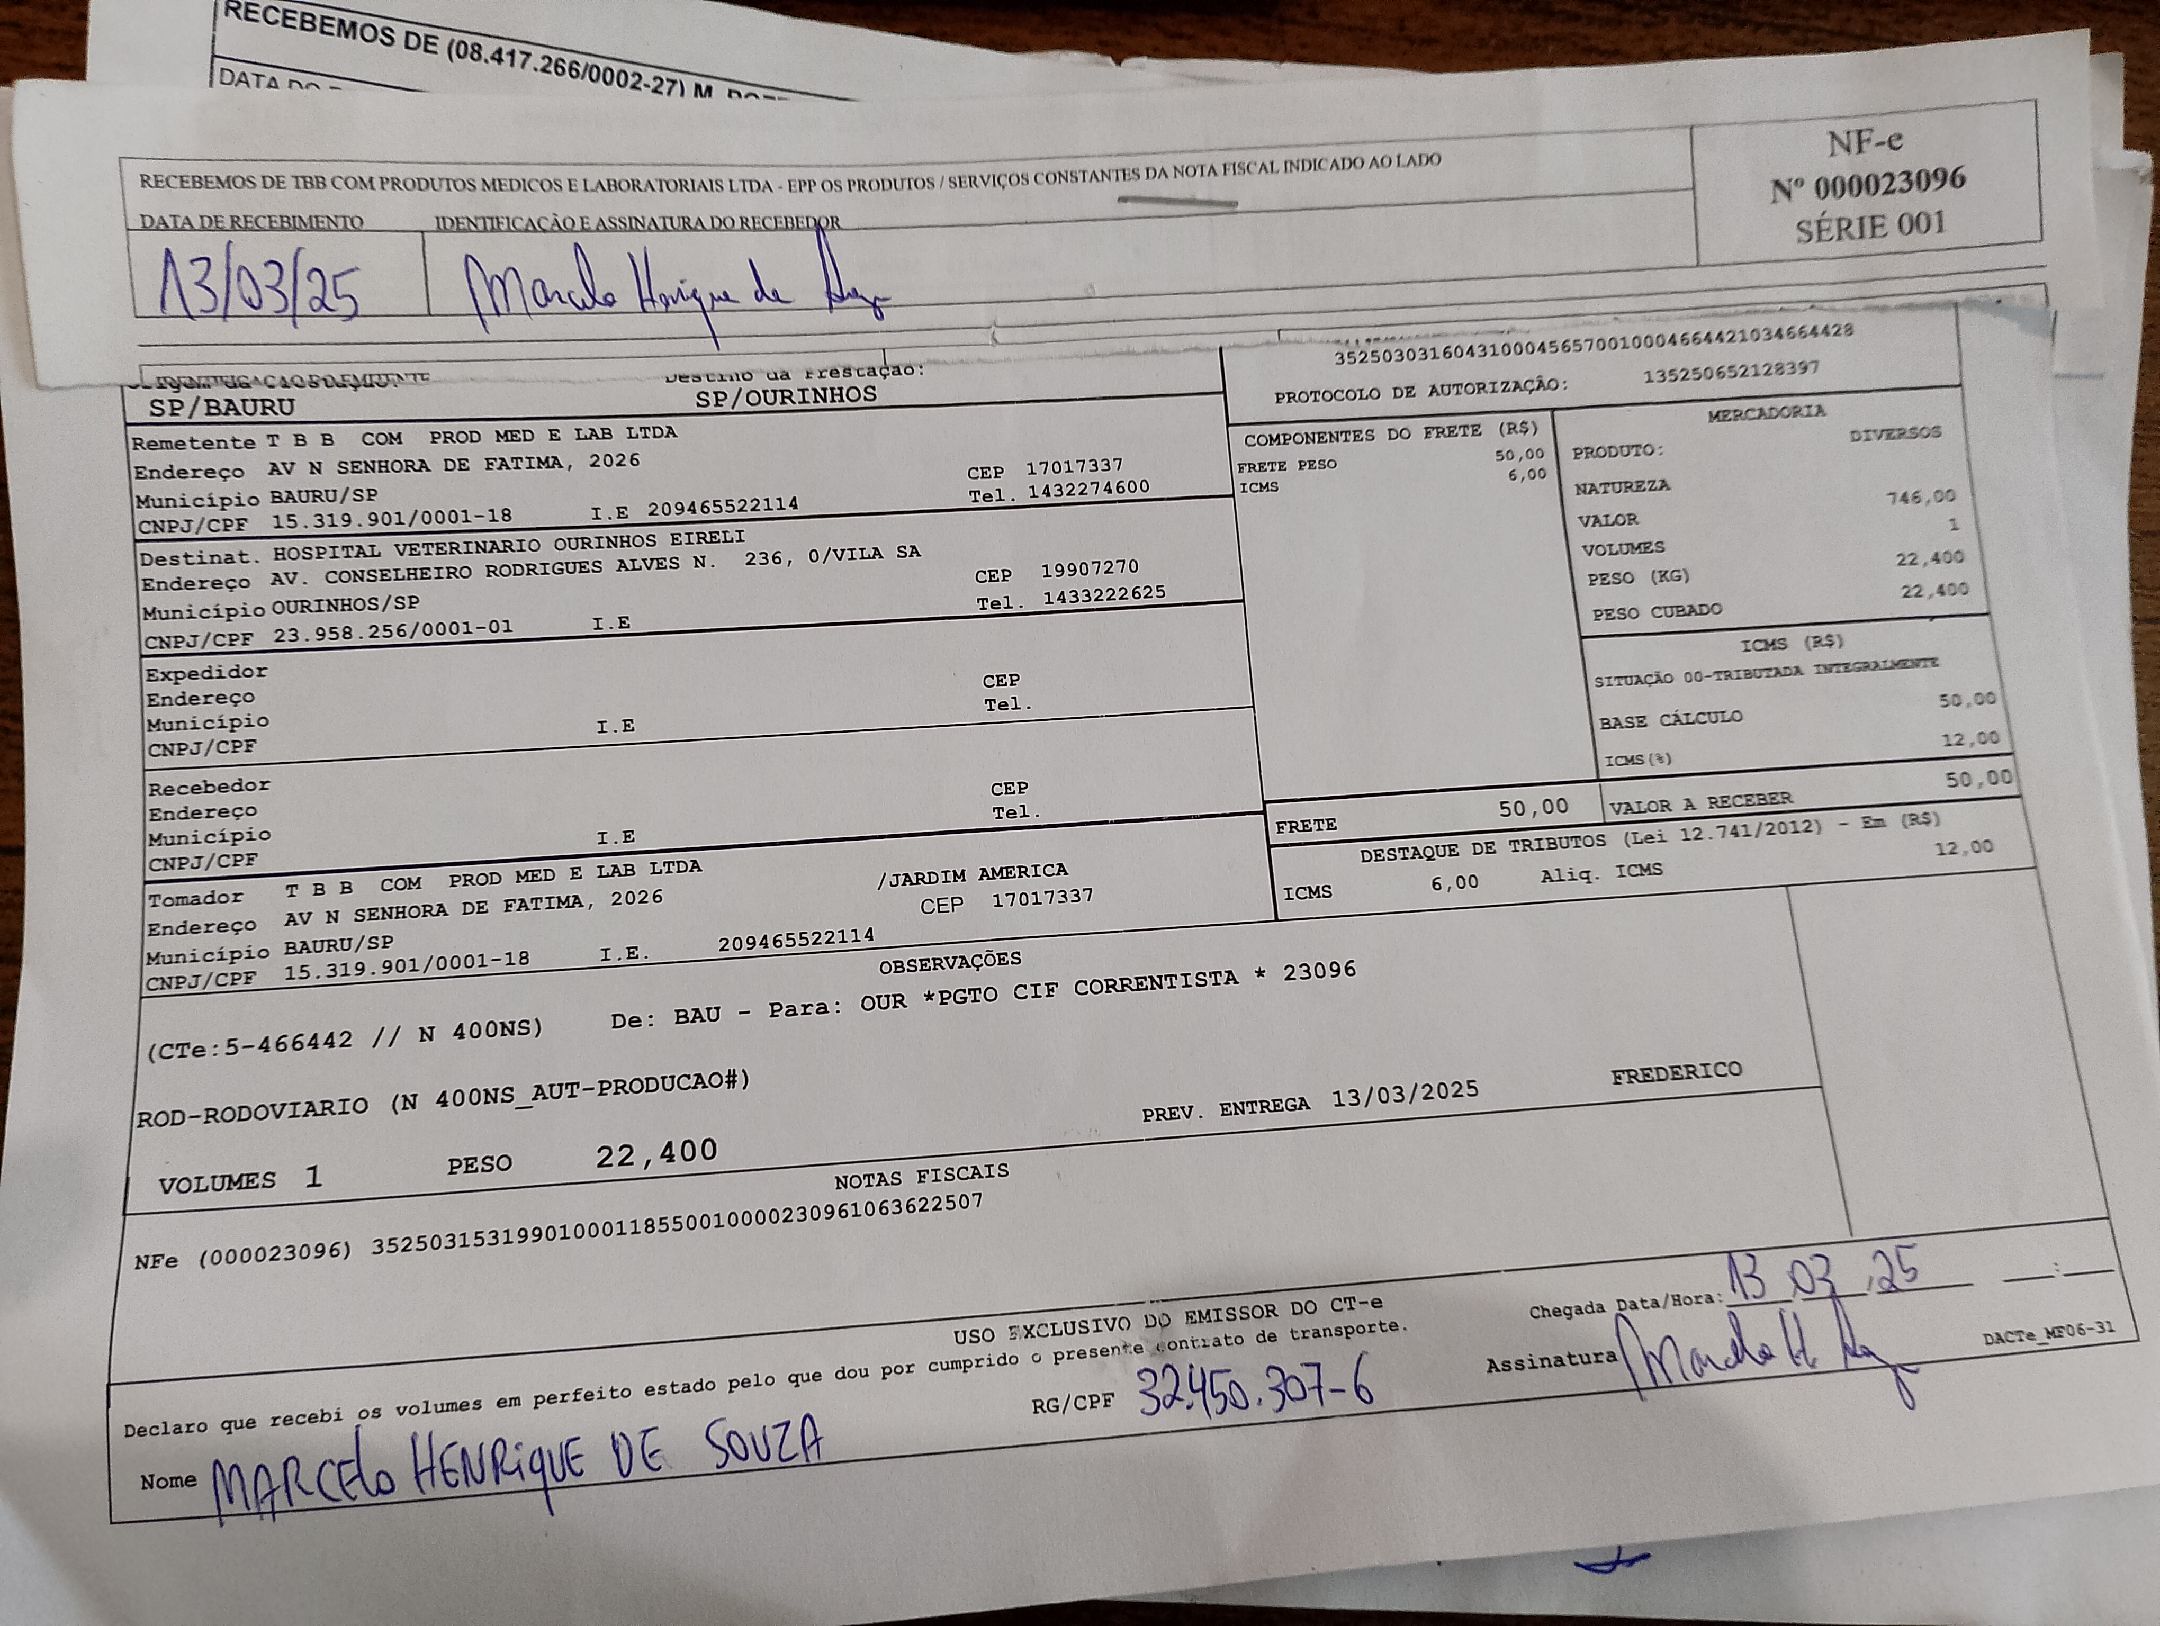 RECEBEMOS DE (08.417.266/0002-27) M.
DATA DO
RECEBEMOS DE TBB COM PRODUTOS MEDICOS E LABORATORIAIS LTDA - EPP OS PRODUTOS / SERVIÇOS CONSTANTES DA NOTA FISCAL INDICADO AO LADO
NF-e
Nº 000023096
SÉRIE 001
DATA DE RECEBIMENTO IDENTIFICAÇÃO E ASSINATURA DO RECEBEDOR
13/03/25 Marcelo Henrique de
IDENTIFICAÇÃO DO EMITENTE
Destino da Prestação:
SP/BAURU SP/OURINHOS
35250303160431000456570010004664421034664428
PROTOCOLO DE AUTORIZAÇÃO: 135250652128397
Remetente T B B COM PROD MED E LAB LTDA
Endereço AV N SENHORA DE FATIMA, 2026 CEP 17017337
Município BAURU/SP Tel. 1432274600
CNPJ/CPF 15.319.901/0001-18 I.E 209465522114
Destinat. HOSPITAL VETERINARIO OURINHOS EIRELI
Endereço AV. CONSELHEIRO RODRIGUES ALVES N. 236, 0/VILA SA CEP 19907270
Município OURINHOS/SP Tel. 1433222625
CNPJ/CPF 23.958.256/0001-01 I.E
Expedidor
Endereço CEP
Município Tel.
CNPJ/CPF I.E
Recebedor
Endereço CEP
Município Tel.
CNPJ/CPF I.E
Tomador T B B COM PROD MED E LAB LTDA
Endereço AV N SENHORA DE FATIMA, 2026 /JARDIM AMERICA
Município BAURU/SP CEP 17017337
CNPJ/CPF 15.319.901/0001-18 I.E. 209465522114
COMPONENTES DO FRETE (R$)
FRETE PESO 50,00
ICMS 6,00
MERCADORIA
PRODUTO: DIVERSOS
NATUREZA
VALOR 746,00
VOLUMES 1
PESO (KG) 22,400
PESO CUBADO 22,400
ICMS (R$)
SITUAÇÃO 00-TRIBUTADA INTEGRALMENTE
BASE CÁLCULO 50,00
ICMS(%) 12,00
FRETE 50,00 VALOR A RECEBER 50,00
DESTAQUE DE TRIBUTOS (Lei 12.741/2012) - Em (R$)
ICMS 6,00 Aliq. ICMS 12,00
OBSERVAÇÕES
(CTe:5-466442 // N 400NS) De: BAU - Para: OUR *PGTO CIF CORRENTISTA * 23096
ROD-RODOVIARIO (N 400NS_AUT-PRODUCAO#)
PREV. ENTREGA 13/03/2025 FREDERICO
VOLUMES 1 PESO 22,400
NOTAS FISCAIS
NFe (000023096) 35250315319901000118550010000230961063622507
USO EXCLUSIVO DO EMISSOR DO CT-e
Declaro que recebi os volumes em perfeito estado pelo que dou por cumprido o presente contrato de transporte.
Chegada Data/Hora: 13 03 25 __:__
Nome MARCELO HENRIQUE DE SOUZA RG/CPF 32.450.307-6 Assinatura Marcelo H
DACTe_MF06-31